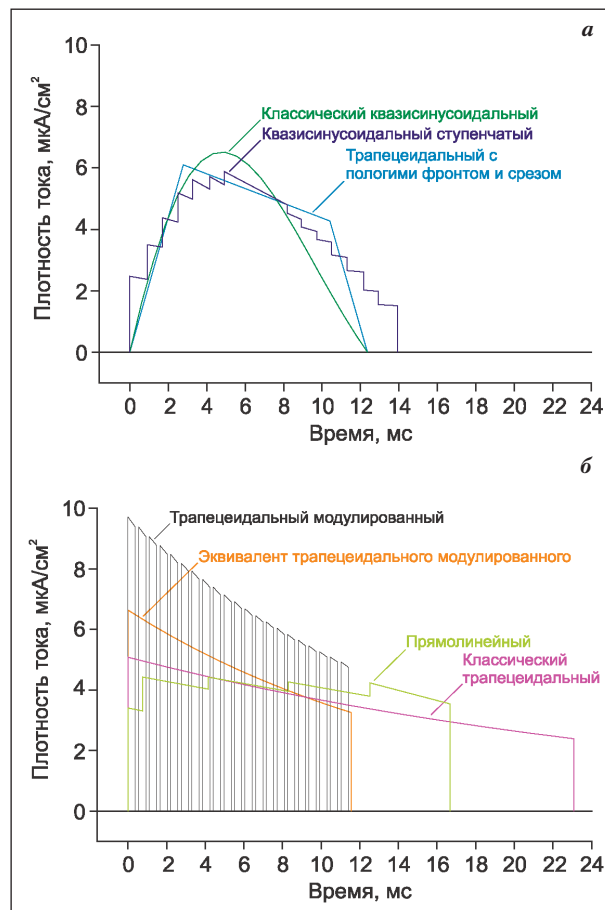 а
10
8
6
4
2
0
Плотность тока, мкА/см²
Классический квазисинусоидальный
Квазисинусоидальный ступенчатый
Трапецеидальный с
пологими фронтом и срезом
0 2 4 6 8 10 12 14 16 18 20 22 24
Время, мс
б
10
8
6
4
2
0
Плотность тока, мкА/см²
Трапецеидальный модулированный
Эквивалент трапецеидального модулированного
Прямолинейный
Классический
трапецеидальный
0 2 4 6 8 10 12 14 16 18 20 22 24
Время, мс